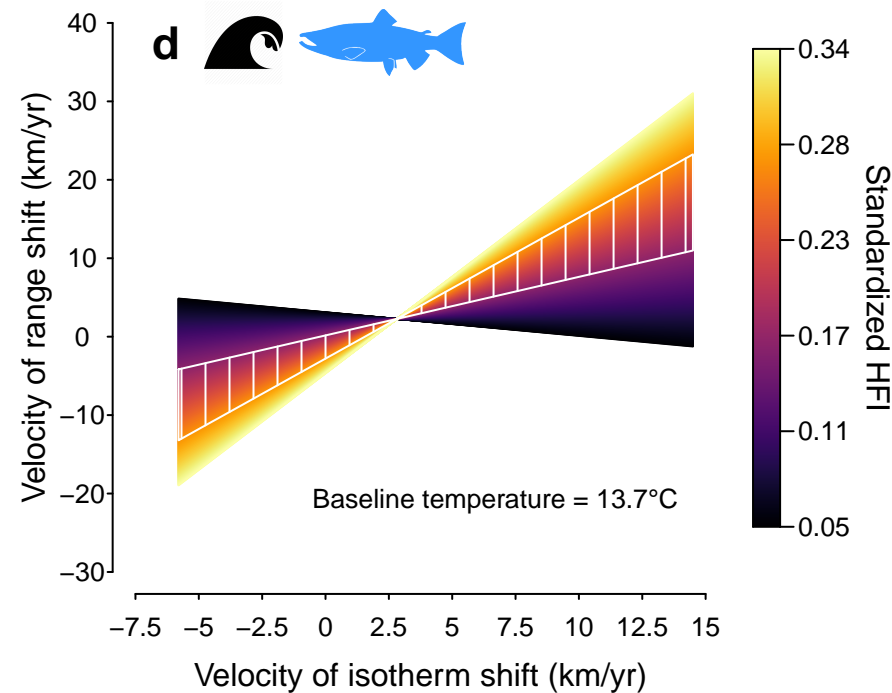 d
40
30
20
10
0
−10
−20
−30
Velocity of range shift (km/yr)
Baseline temperature = 13.7°C
−7.5 −5 −2.5 0 2.5 5 7.5 10 12.5 15
Velocity of isotherm shift (km/yr)
0.34
0.28
0.23
0.17
0.11
0.05
Standardized HFI